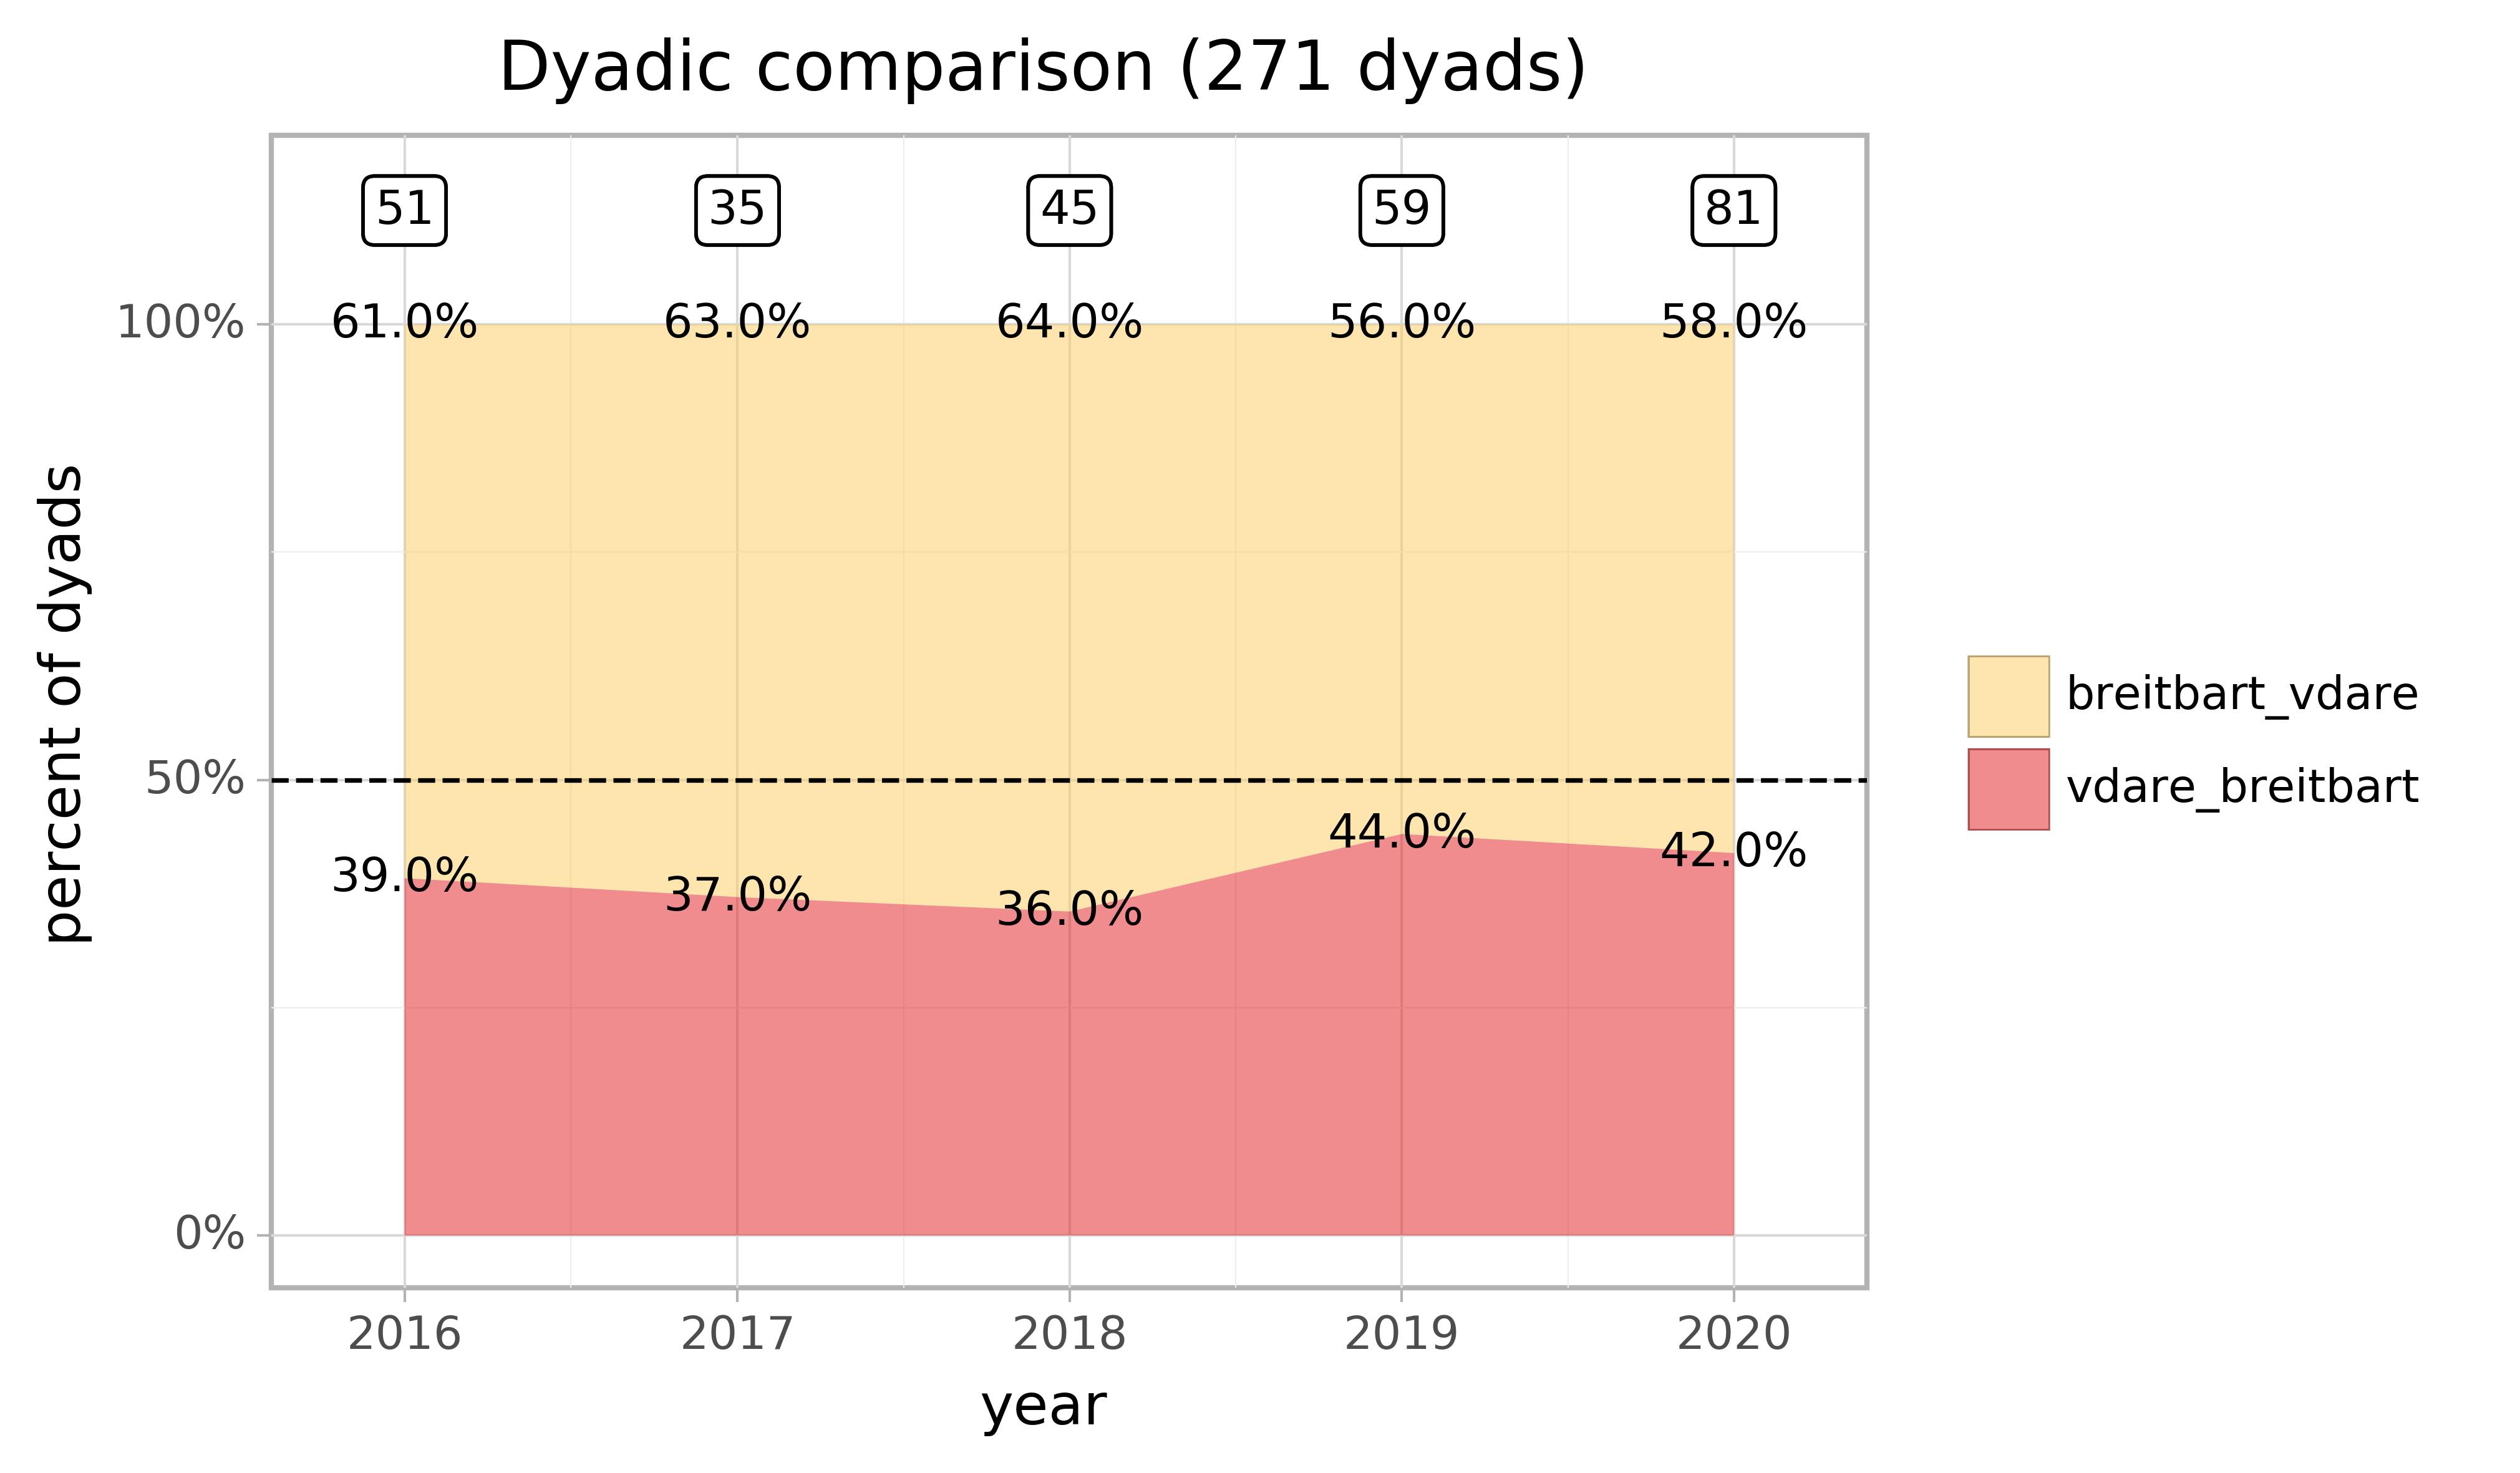 Dyadic comparison (271 dyads)
51 35 45 59 81
100% 61.0% 63.0% 64.0% 56.0% 58.0%
percent of dyads
breitbart_vdare
50%
vdare_breitbart
39.0% 37.0% 36.0% 44.0% 42.0%
0%
2016 2017 2018 2019 2020
year